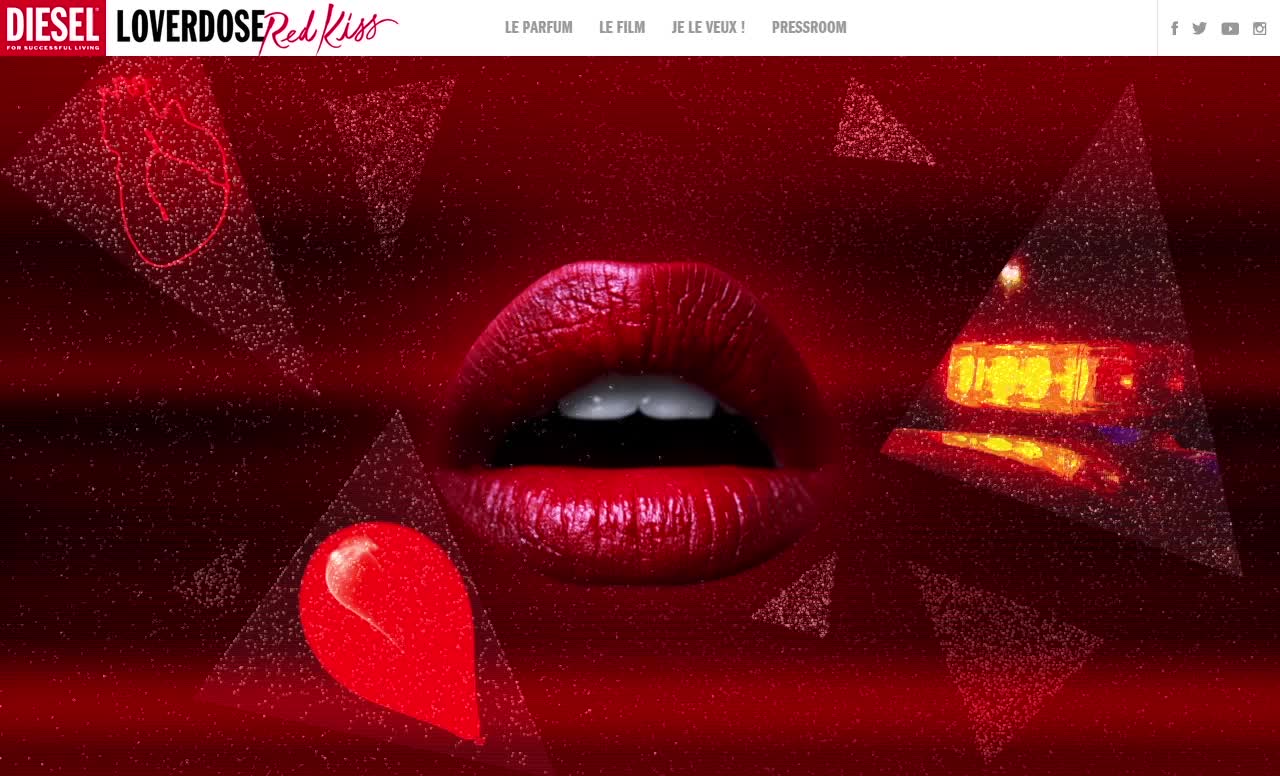 DIESEL
FOR SUCCESSFUL LIVING
LOVERDOSE Red Kiss
LE PARFUM LE FILM JE LE VEUX ! PRESSROOM